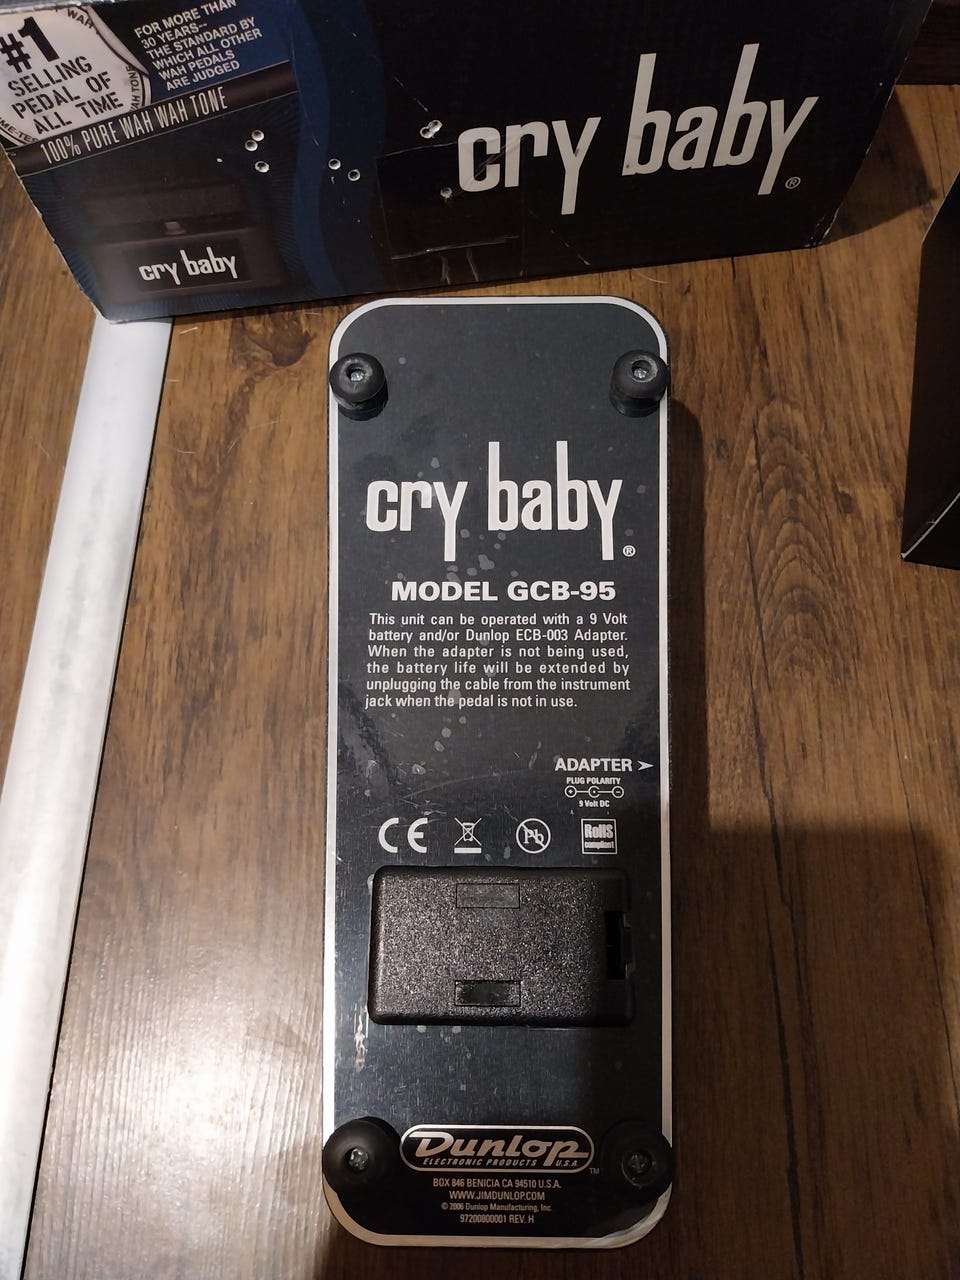 WAH
#1
SELLING
PEDAL OF
ALL TIME
WAH TONE
FOR MORE THAN
30 YEARS--
THE STANDARD BY
WHICH ALL OTHER
WAH PEDALS
ARE JUDGED
100% PURE WAH WAH TONE
cry baby
cry baby®
cry baby®
MODEL GCB-95
This unit can be operated with a 9 Volt
battery and/or Dunlop ECB-003 Adapter.
When the adapter is not being used,
the battery life will be extended by
unplugging the cable from the instrument
jack when the pedal is not in use.
ADAPTER
PLUG POLARITY
+ - −
9 Volt DC
CE
Pb
RoHS
compliant
Dunlop
ELECTRONIC PRODUCTS U.S.A.™
BOX 846 BENICIA CA 94510 U.S.A.
WWW.JIMDUNLOP.COM
© 2006 Dunlop Manufacturing, Inc.
97200800001 REV. H